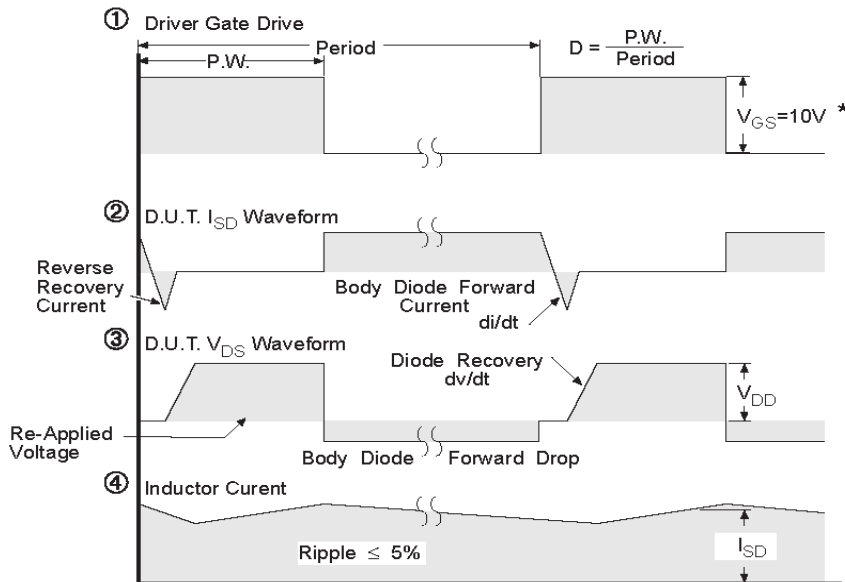 ① Driver Gate Drive
Period
P.W.
D = P.W. / Period
V_GS=10V *
② D.U.T. I_SD Waveform
Reverse
Recovery
Current
Body Diode Forward
Current
di/dt
③ D.U.T. V_DS Waveform
Diode Recovery
dv/dt
V_DD
Re-Applied
Voltage
Body Diode Forward Drop
④ Inductor Curent
Ripple ≤ 5%
I_SD